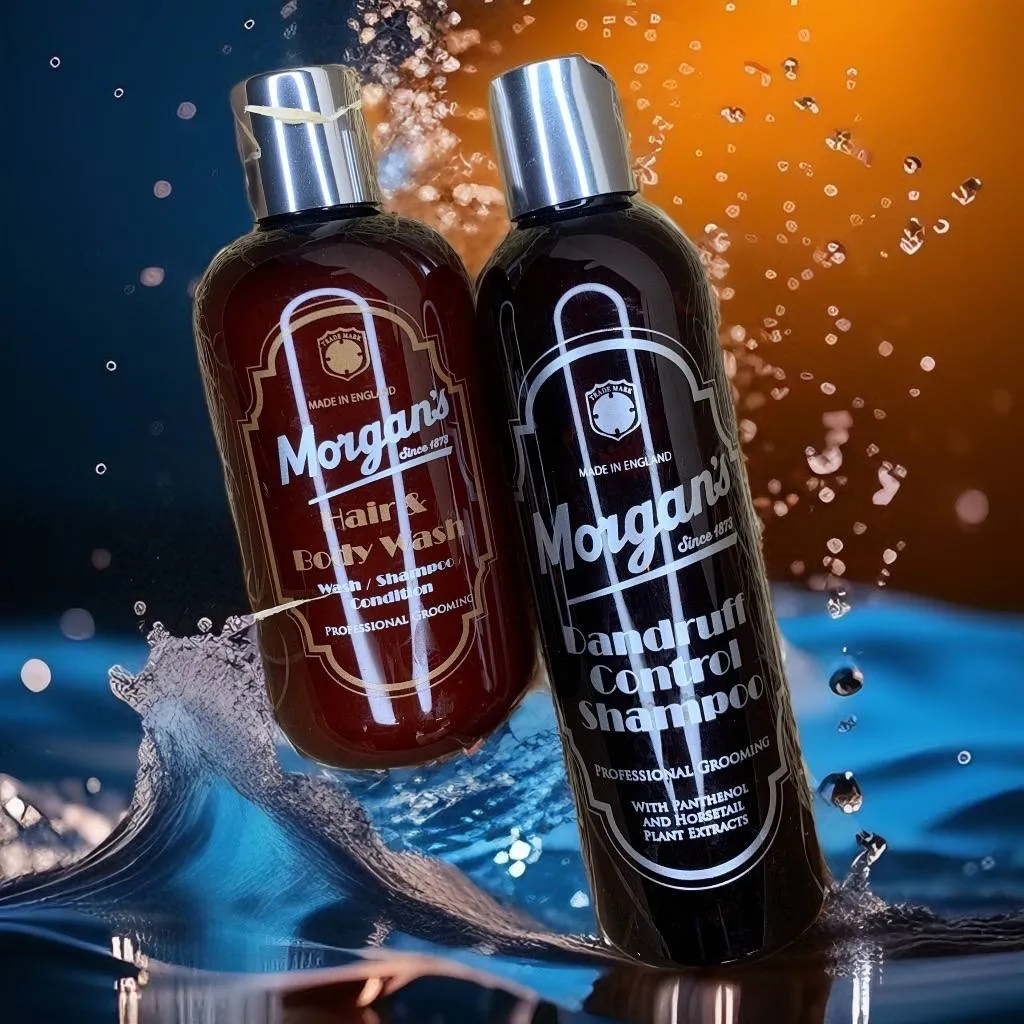 TRADE MARK
MADE IN ENGLAND
Morgan's
Since 1873
Hair &
Body Wash
Wash / Shampoo /
Condition
PROFESSIONAL GROOMING
TRADE MARK
MADE IN ENGLAND
Morgan's
Since 1873
Dandruff
Control
Shampoo
PROFESSIONAL GROOMING
WITH PANTHENOL
AND HORSETAIL
PLANT EXTRACTS